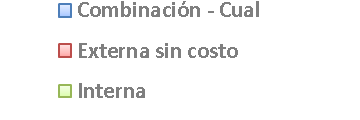 Combinación - Cual
Externa sin costo
Interna